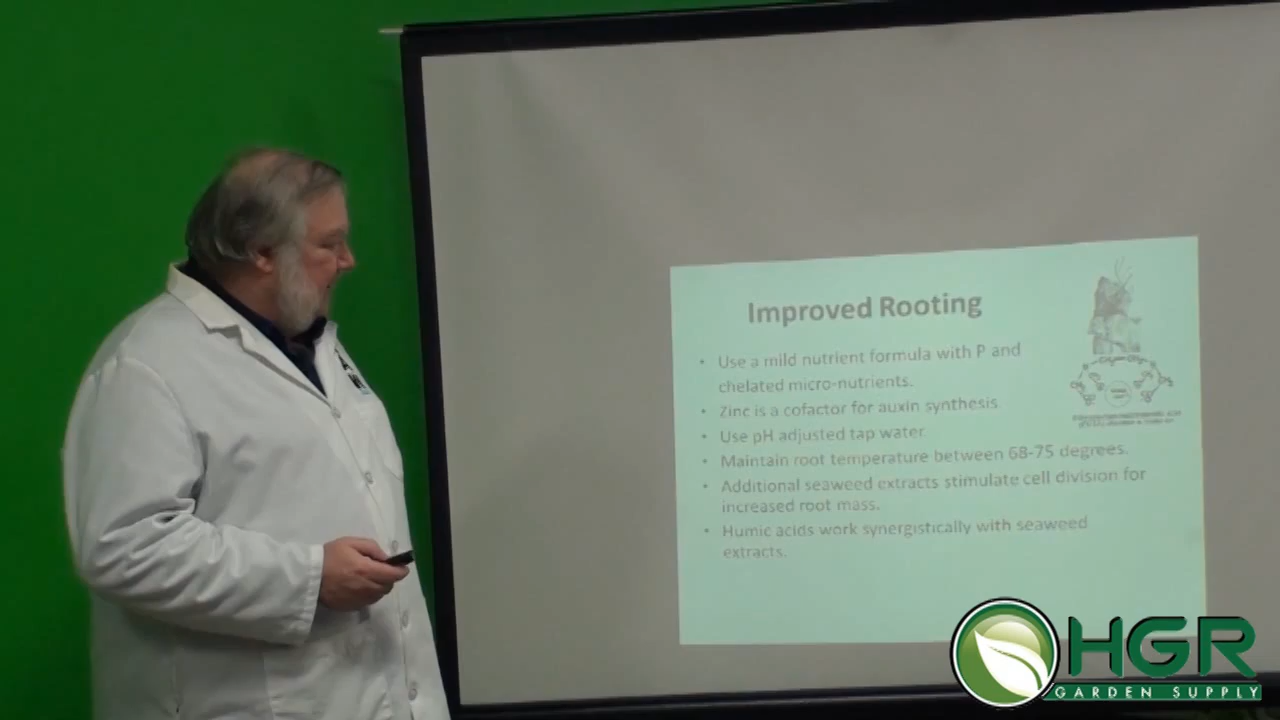 Improved Rooting
• Use a mild nutrient formula with P and
chelated micro-nutrients.
• Zinc is a cofactor for auxin synthesis.
• Use pH adjusted tap water.
• Maintain root temperature between 68-75 degrees.
• Additional seaweed extracts stimulate cell division for
increased root mass.
• Humic acids work synergistically with seaweed
extracts.
HGR
GARDEN SUPPLY